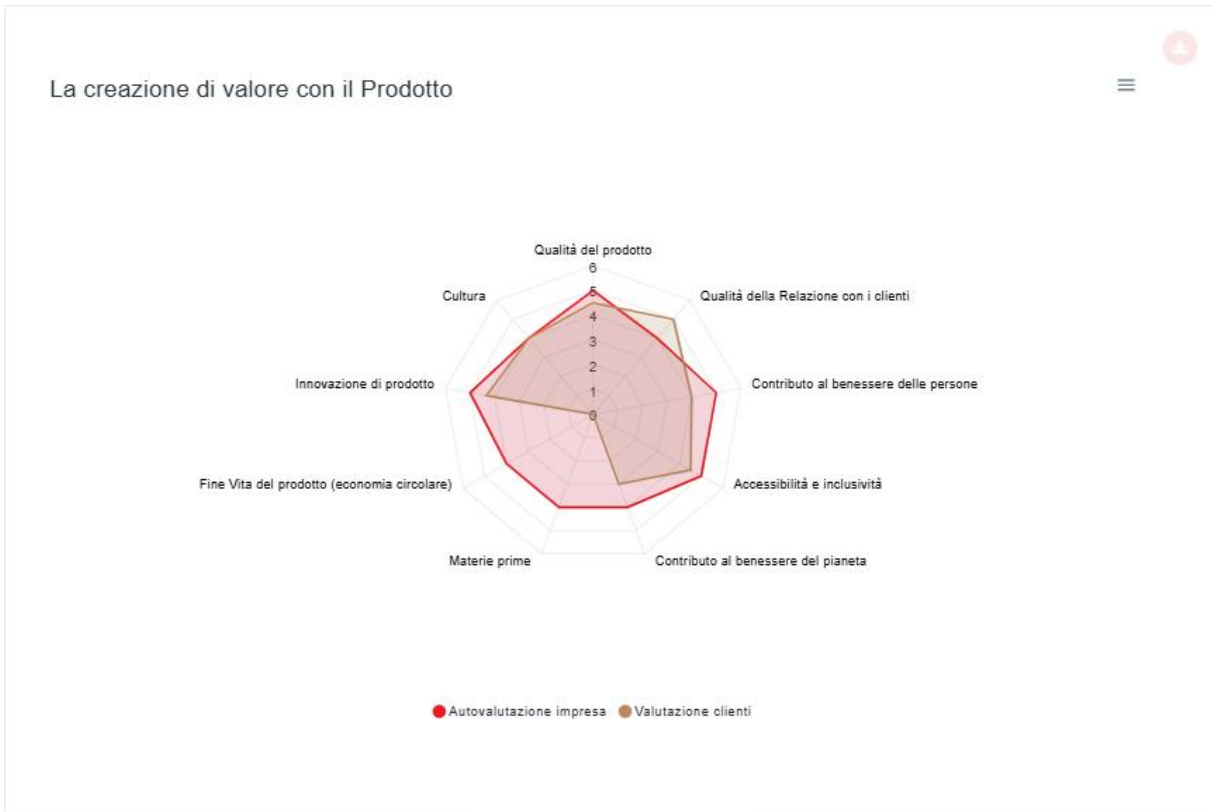 La creazione di valore con il Prodotto
Qualità del prodotto
6
Cultura
Qualità della Relazione con i clienti
5
4
3
Innovazione di prodotto
Contributo al benessere delle persone
2
1
0
Fine Vita del prodotto (economia circolare)
Accessibilità e inclusività
Materie prime
Contributo al benessere del pianeta
Autovalutazione impresa
Valutazione clienti